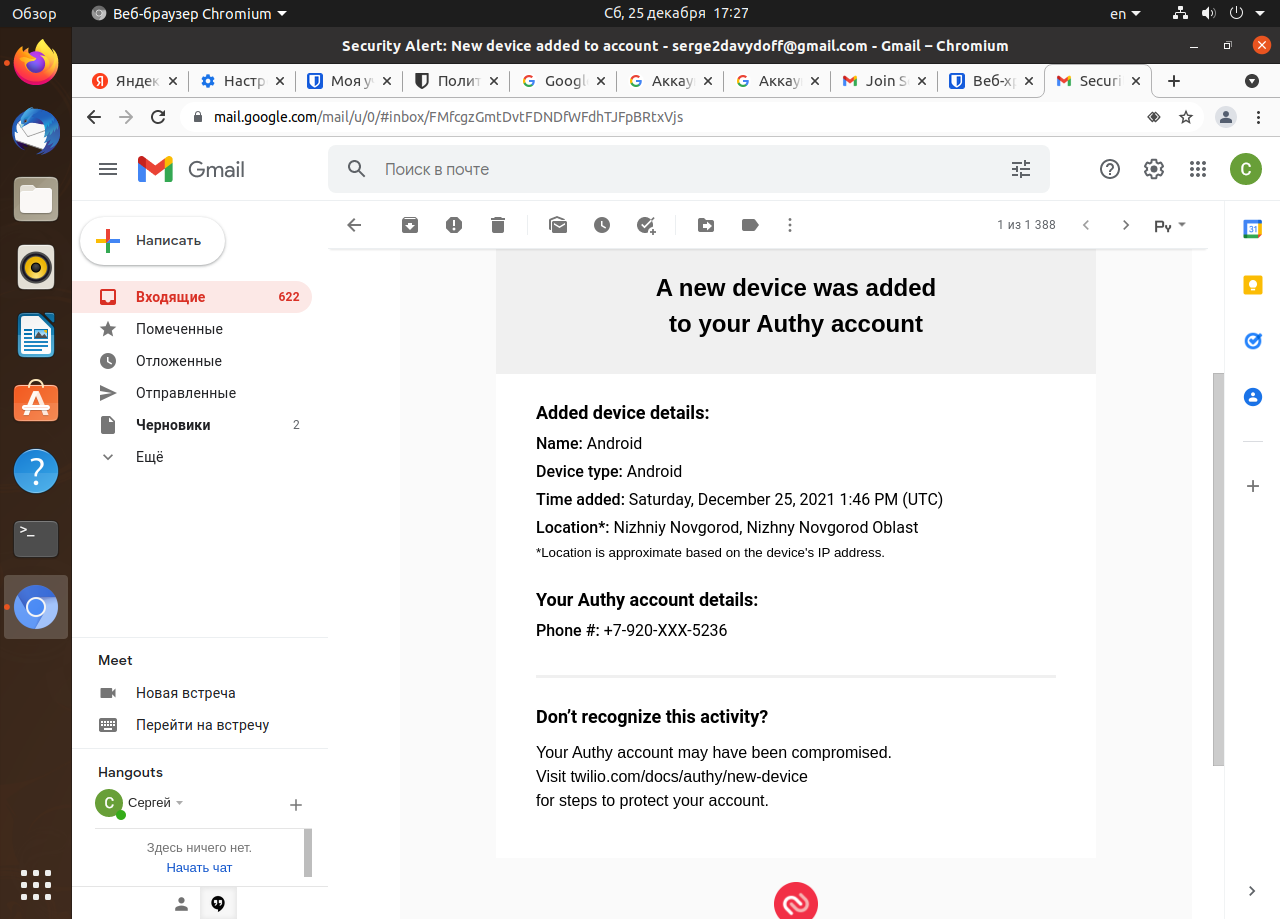 Обзор
Веб-браузер Chromium
Сб, 25 декабря 17:27
en
Security Alert: New device added to account - serge2davydoff@gmail.com - Gmail – Chromium
Яндек
Настр
Моя у
Полит
Googl
Аккау
Аккау
Join S
Веб-хр
Securi
mail.google.com/mail/u/0/#inbox/FMfcgzGmtDvtFDNDfWFdhTJFpBRtxVjs
Gmail
Поиск в почте
С
Написать
1 из 1 388
Ру
Входящие 622
Помеченные
Отложенные
Отправленные
Черновики 2
Ещё
A new device was added
to your Authy account
Added device details:
Name: Android
Device type: Android
Time added: Saturday, December 25, 2021 1:46 PM (UTC)
Location*: Nizhniy Novgorod, Nizhny Novgorod Oblast
*Location is approximate based on the device's IP address.
Your Authy account details:
Phone #: +7-920-XXX-5236
Don’t recognize this activity?
Your Authy account may have been compromised.
Visit twilio.com/docs/authy/new-device
for steps to protect your account.
Meet
Новая встреча
Перейти на встречу
Hangouts
С
Сергей
Здесь ничего нет.
Начать чат